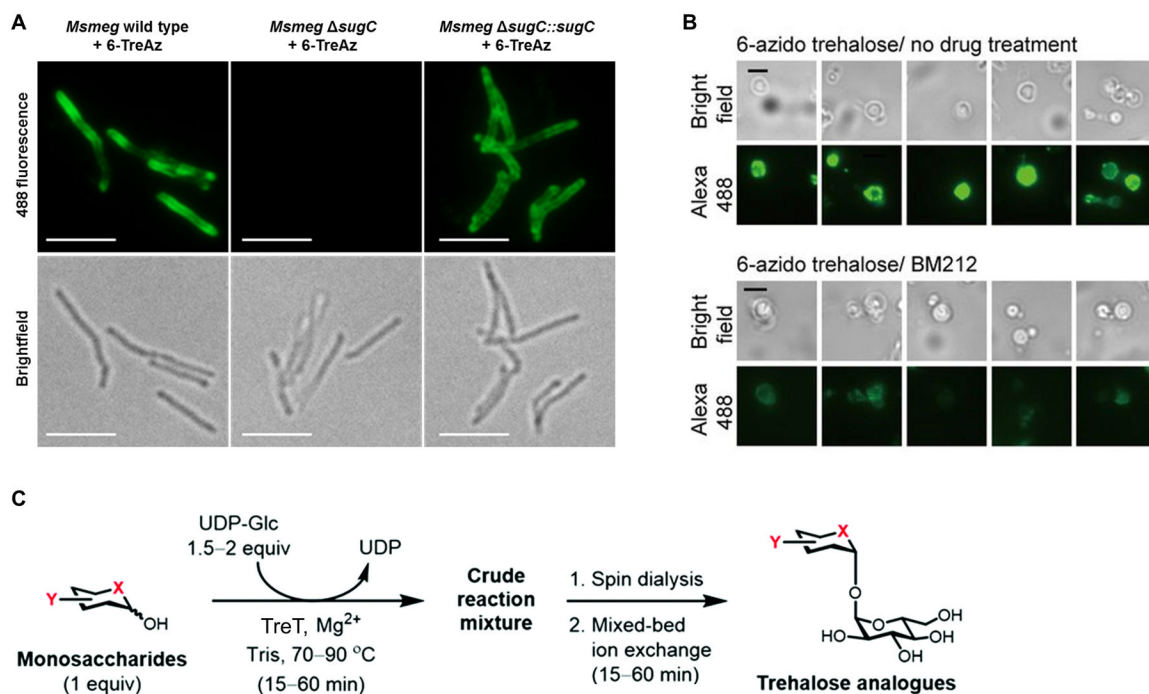 A
Msmeg wild type
+ 6-TreAz
Msmeg ΔsugC
+ 6-TreAz
Msmeg ΔsugC::sugC
+ 6-TreAz
488 fluorescence
Brightfield
B
6-azido trehalose/ no drug treatment
Bright
field
Alexa
488
6-azido trehalose/ BM212
Bright
field
Alexa
488
C
Y
X
OH
Monosaccharides
(1 equiv)
UDP-Glc
1.5–2 equiv
UDP
TreT, Mg²⁺
Tris, 70–90 °C
(15–60 min)
Crude
reaction
mixture
1. Spin dialysis
2. Mixed-bed
ion exchange
(15–60 min)
Y
X
O
O
OH
HO
HO
OH
OH
Trehalose analogues